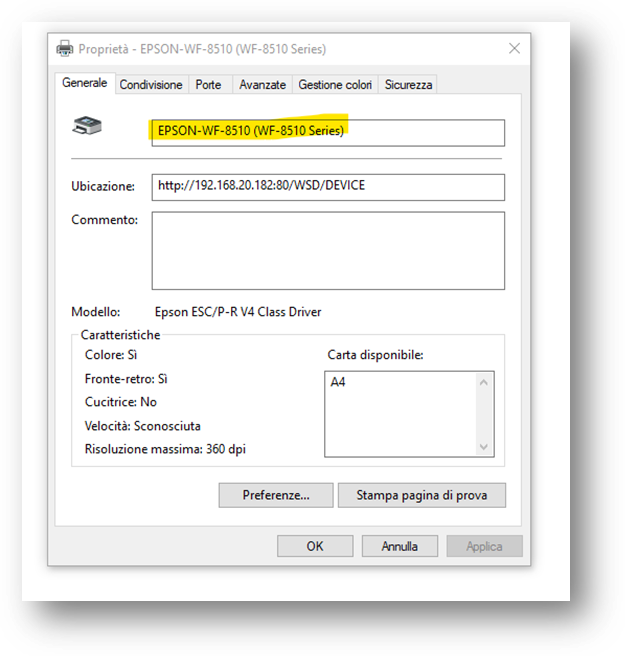 Proprietà - EPSON-WF-8510 (WF-8510 Series)
Generale Condivisione Porte Avanzate Gestione colori Sicurezza
EPSON-WF-8510 (WF-8510 Series)
Ubicazione: http://192.168.20.182:80/WSD/DEVICE
Commento:
Modello: Epson ESC/P-R V4 Class Driver
Caratteristiche
Colore: Sì
Fronte-retro: Sì
Cucitrice: No
Velocità: Sconosciuta
Risoluzione massima: 360 dpi
Carta disponibile:
A4
Preferenze... Stampa pagina di prova
OK Annulla Applica